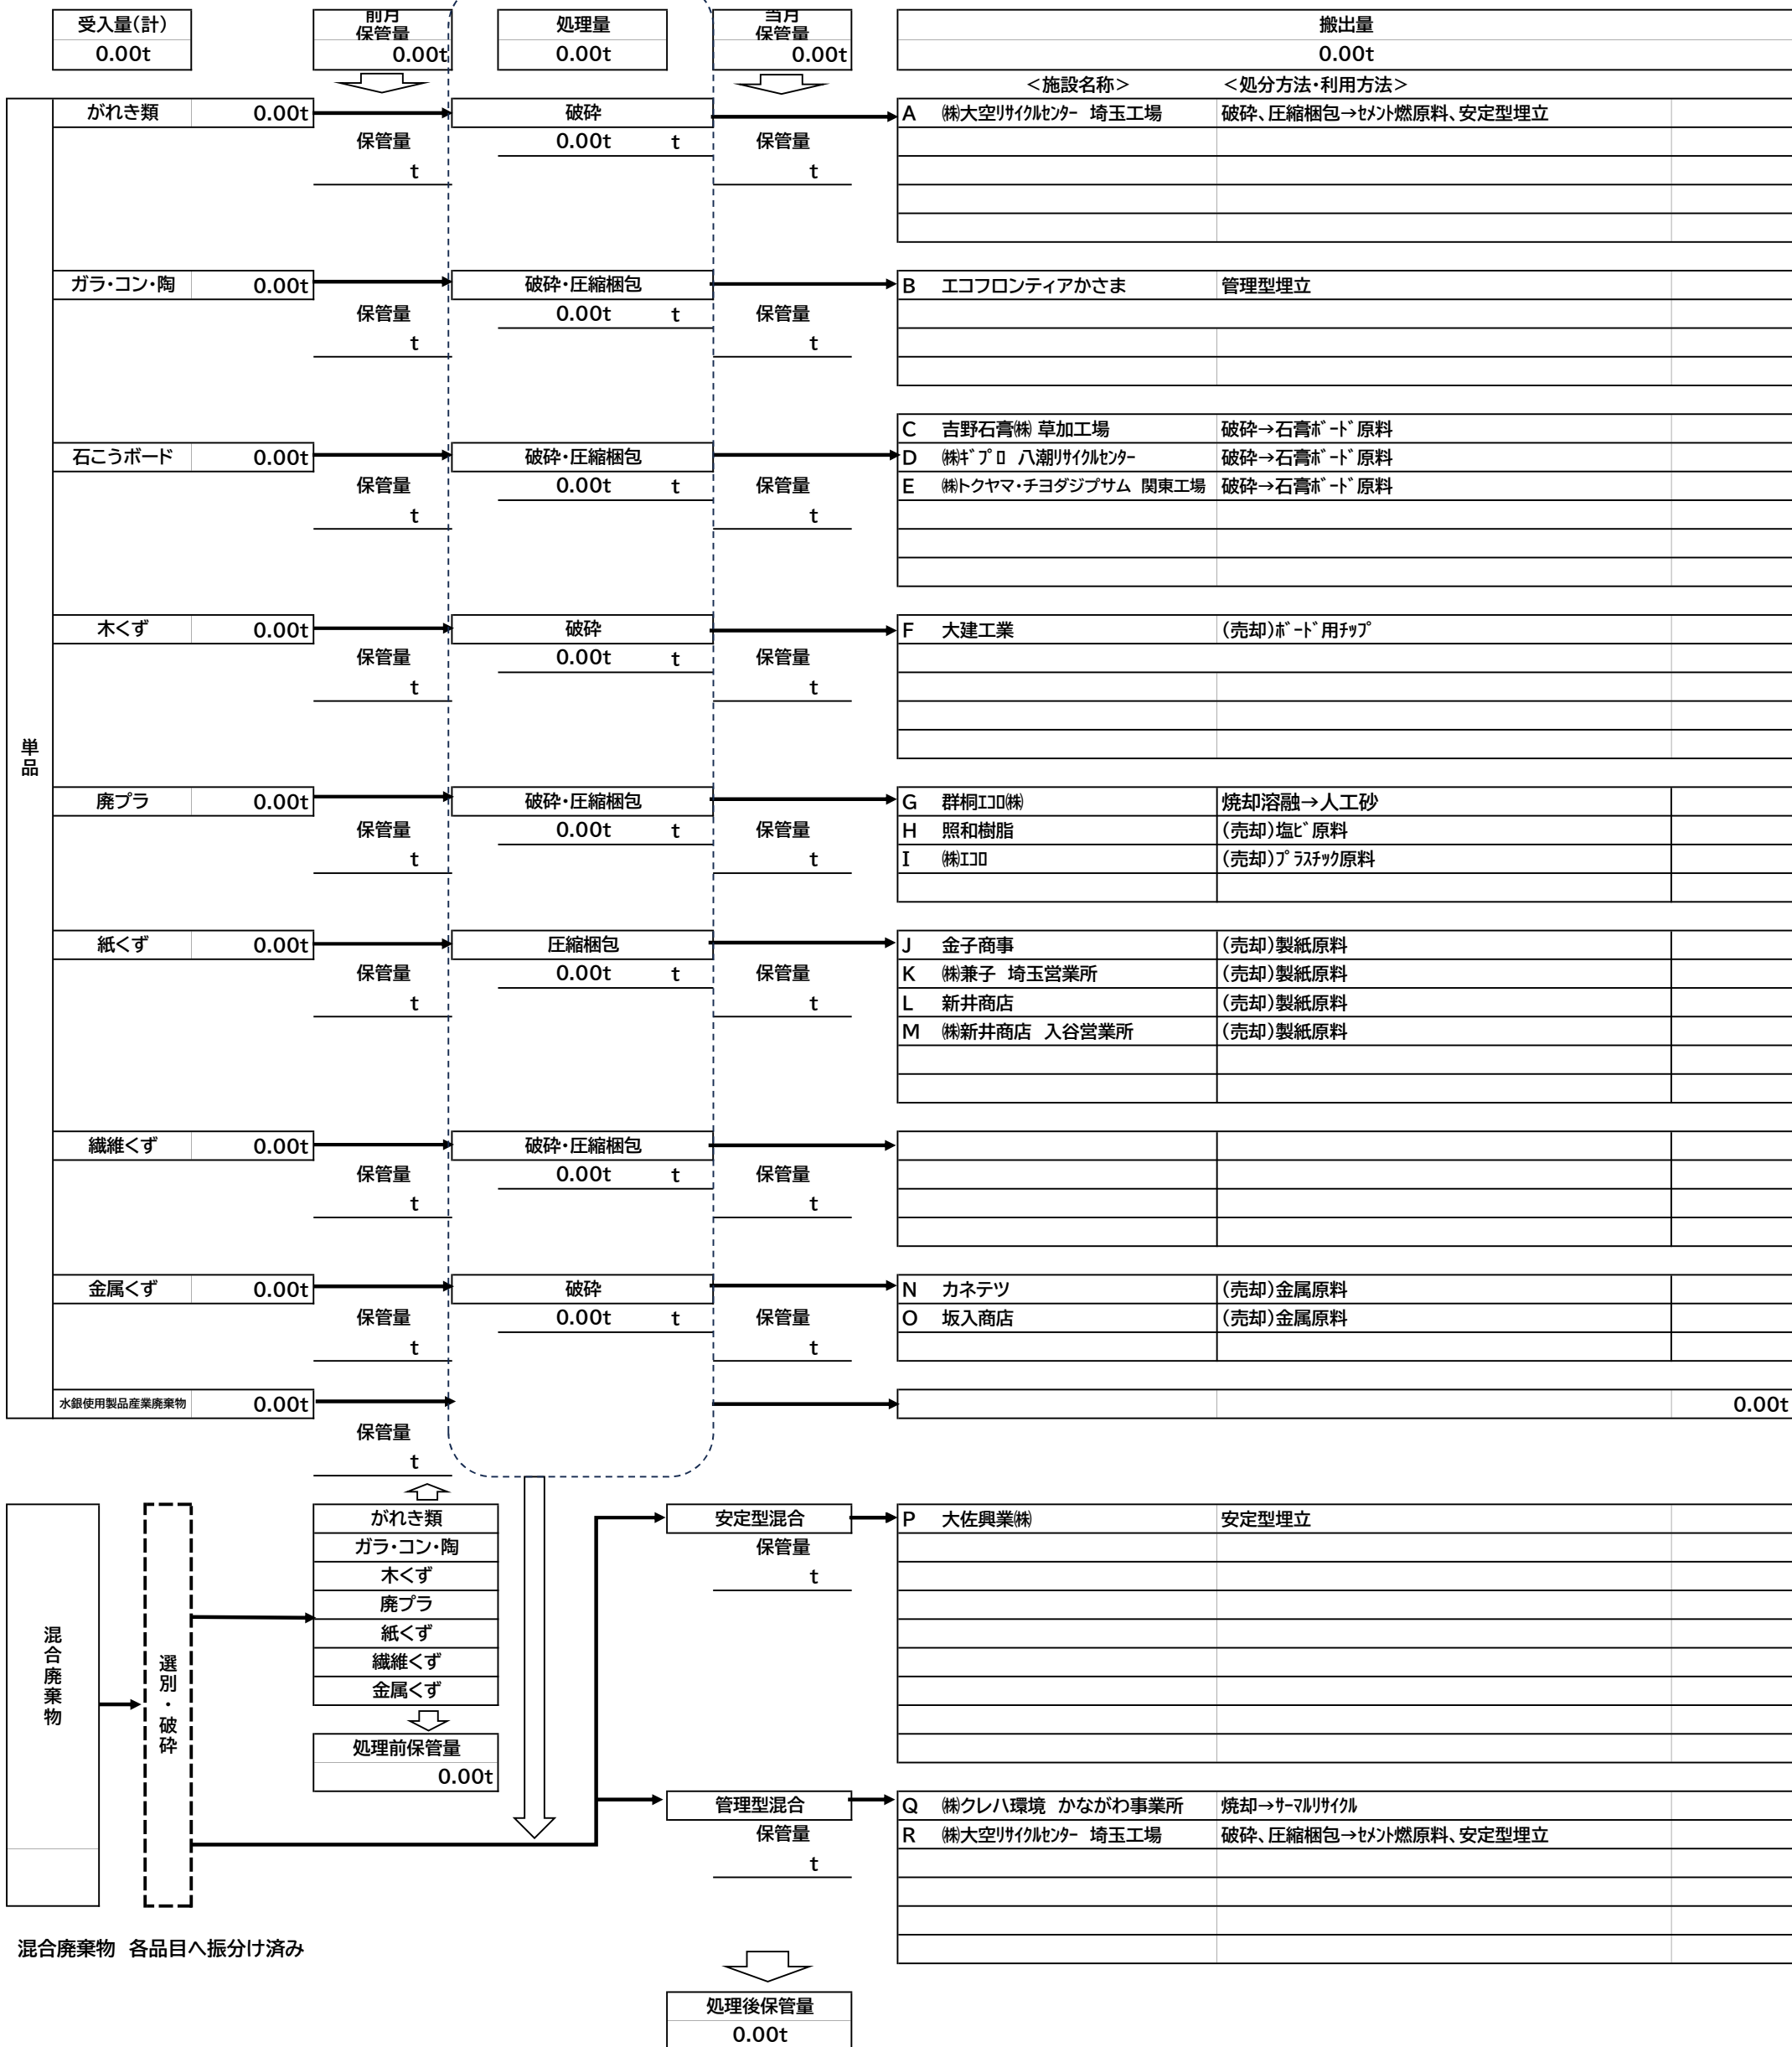 受入量(計) 前月保管量 処理量 当月保管量 搬出量
0.00t 0.00t 0.00t 0.00t 0.00t
<施設名称> <処分方法・利用方法>
単品
がれき類 0.00t 破砕 A ㈱大空ﾘｻｲｸﾙｾﾝﾀｰ 埼玉工場 破砕、圧縮梱包→ｾﾒﾝﾄ燃原料、安定型埋立
保管量 0.00t t 保管量
t t
ガラ・コン・陶 0.00t 破砕・圧縮梱包 B エコフロンティアかさま 管理型埋立
保管量 0.00t t 保管量
t t
C 吉野石膏㈱ 草加工場 破砕→石膏ﾎﾞｰﾄﾞ原料
石こうボード 0.00t 破砕・圧縮梱包 D ㈱ｷﾞﾌﾟﾛ 八潮ﾘｻｲｸﾙｾﾝﾀｰ 破砕→石膏ﾎﾞｰﾄﾞ原料
保管量 0.00t t 保管量 E ㈱トクヤマ・チヨダジプサム 関東工場 破砕→石膏ﾎﾞｰﾄﾞ原料
t t
木くず 0.00t 破砕 F 大建工業 (売却)ﾎﾞｰﾄﾞ用ﾁｯﾌﾟ
保管量 0.00t t 保管量
t t
廃プラ 0.00t 破砕・圧縮梱包 G 群桐ｴｺﾛ㈱ 焼却溶融→人工砂
保管量 0.00t t 保管量 H 照和樹脂 (売却)塩ﾋﾞ原料
t t I ㈱ｴｺﾛ (売却)ﾌﾟﾗｽﾁｯｸ原料
紙くず 0.00t 圧縮梱包 J 金子商事 (売却)製紙原料
保管量 0.00t t 保管量 K ㈱兼子 埼玉営業所 (売却)製紙原料
t t L 新井商店 (売却)製紙原料
M ㈱新井商店 入谷営業所 (売却)製紙原料
繊維くず 0.00t 破砕・圧縮梱包
保管量 0.00t t 保管量
t t
金属くず 0.00t 破砕 N カネテツ (売却)金属原料
保管量 0.00t t 保管量 O 坂入商店 (売却)金属原料
t t
水銀使用製品産業廃棄物 0.00t 0.00t
保管量
t
混合廃棄物
選別・破砕
がれき類 安定型混合 P 大佐興業㈱ 安定型埋立
ガラ・コン・陶 保管量
木くず t
廃プラ
紙くず
繊維くず
金属くず
処理前保管量
0.00t
管理型混合 Q ㈱クレハ環境 かながわ事業所 焼却→ｻｰﾏﾙﾘｻｲｸﾙ
保管量 R ㈱大空ﾘｻｲｸﾙｾﾝﾀｰ 埼玉工場 破砕、圧縮梱包→ｾﾒﾝﾄ燃原料、安定型埋立
t
混合廃棄物 各品目へ振分け済み
処理後保管量
0.00t